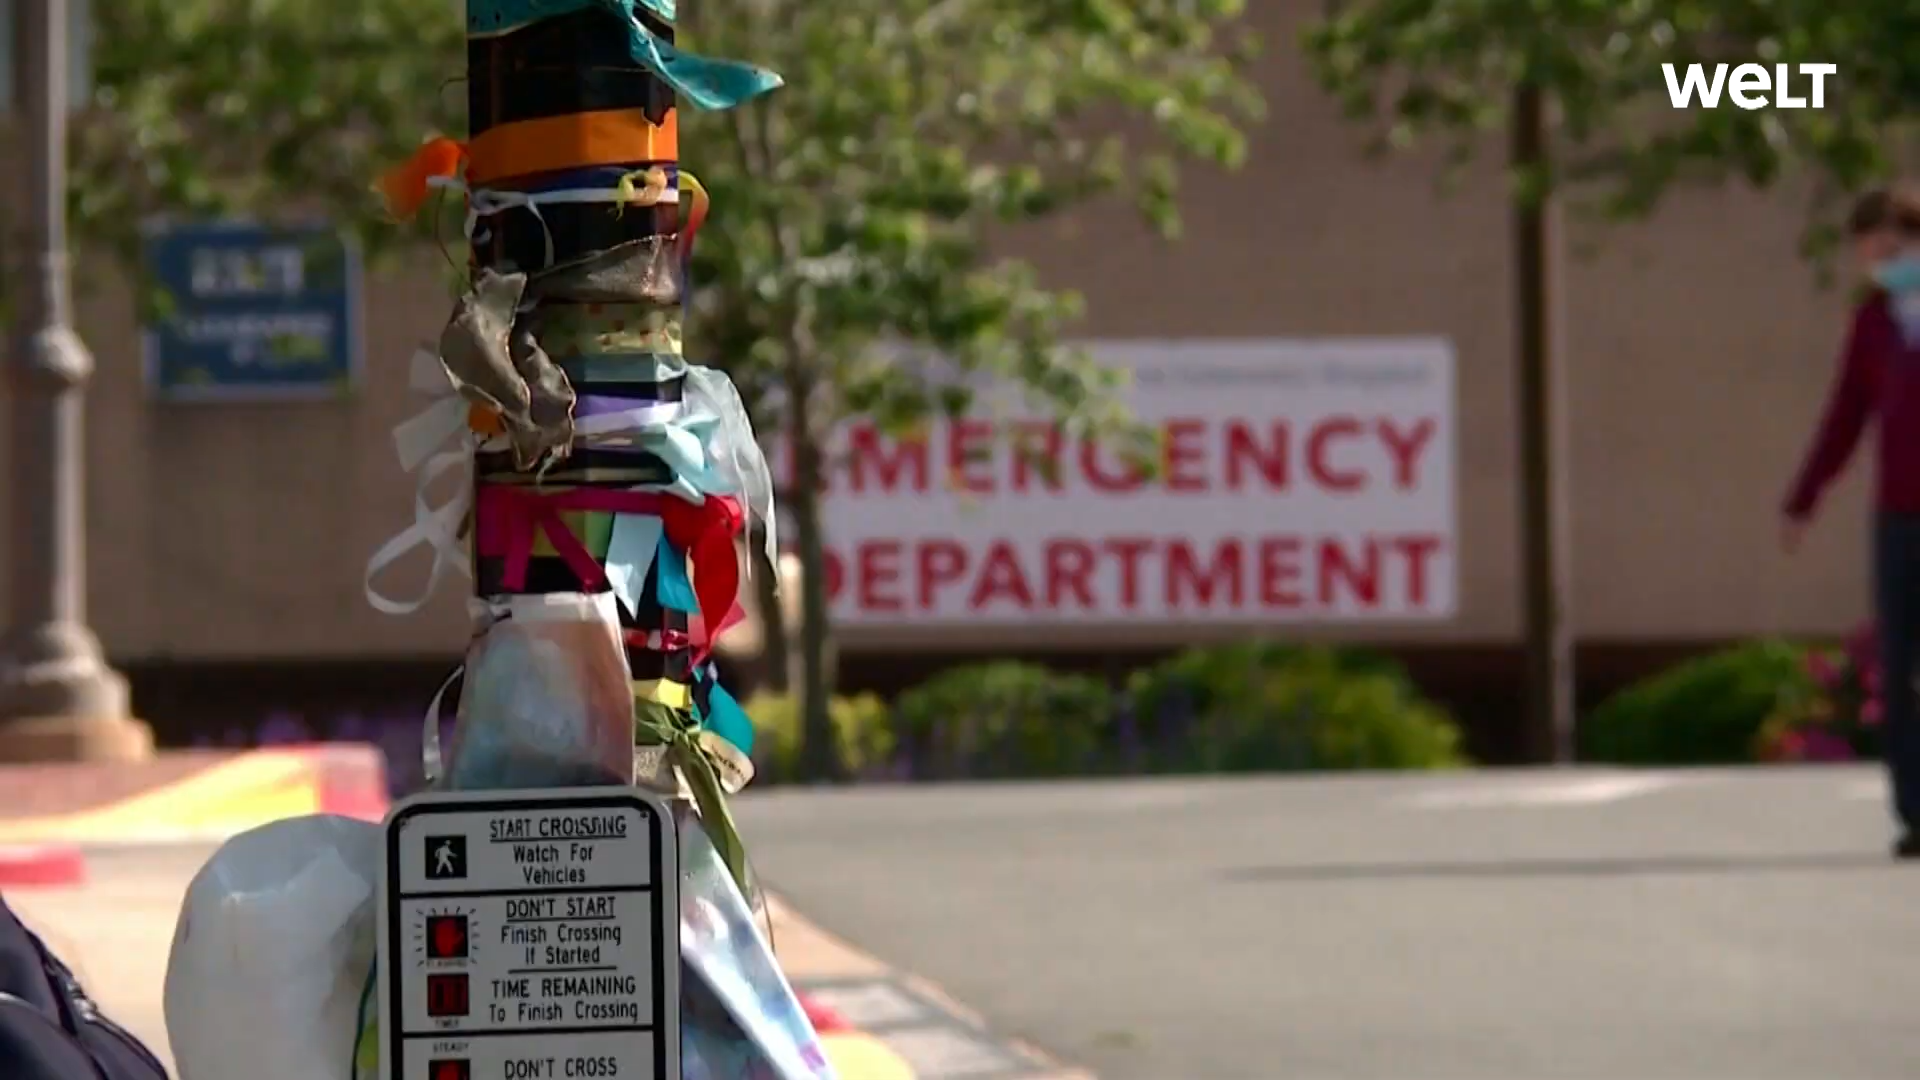 WELT
EMERGENCY
DEPARTMENT
START CROSSING
Watch For
Vehicles
DON'T START
Finish Crossing
If Started
TIME REMAINING
To Finish Crossing
STEADY
DON'T CROSS